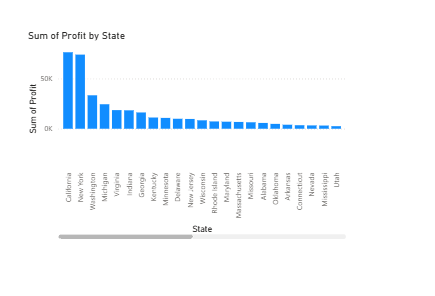 Sum of Profit by State
50K
0K
Sum of Profit
California
New York
Washington
Michigan
Virginia
Indiana
Georgia
Kentucky
Minnesota
Delaware
New Jersey
Wisconsin
Rhode Island
Maryland
Massachusetts
Missouri
Alabama
Oklahoma
Arkansas
Connecticut
Nevada
Mississippi
Utah
State